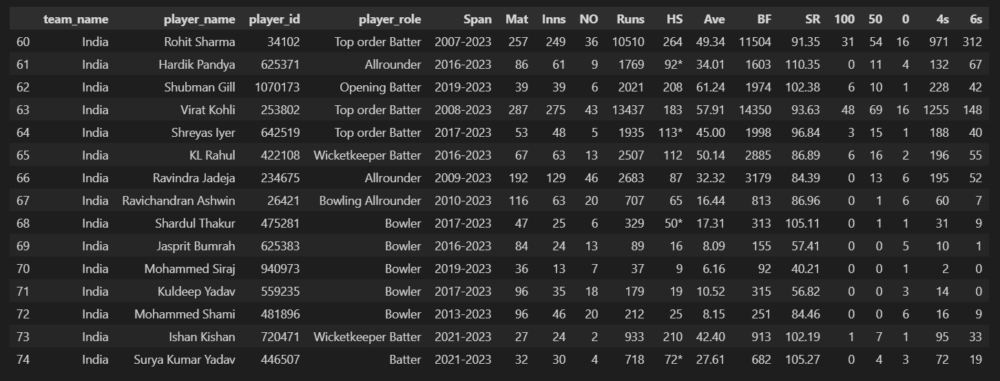 team_name player_name player_id player_role Span Mat Inns NO Runs HS Ave BF SR 100 50 0 4s 6s
60 India Rohit Sharma 34102 Top order Batter 2007-2023 257 249 36 10510 264 49.34 11504 91.35 31 54 16 971 312
61 India Hardik Pandya 625371 Allrounder 2016-2023 86 61 9 1769 92* 34.01 1603 110.35 0 11 4 132 67
62 India Shubman Gill 1070173 Opening Batter 2019-2023 39 39 6 2021 208 61.24 1974 102.38 6 10 1 228 42
63 India Virat Kohli 253802 Top order Batter 2008-2023 287 275 43 13437 183 57.91 14350 93.63 48 69 16 1255 148
64 India Shreyas Iyer 642519 Top order Batter 2017-2023 53 48 5 1935 113* 45.00 1998 96.84 3 15 1 188 40
65 India KL Rahul 422108 Wicketkeeper Batter 2016-2023 67 63 13 2507 112 50.14 2885 86.89 6 16 2 196 55
66 India Ravindra Jadeja 234675 Allrounder 2009-2023 192 129 46 2683 87 32.32 3179 84.39 0 13 6 195 52
67 India Ravichandran Ashwin 26421 Bowling Allrounder 2010-2023 116 63 20 707 65 16.44 813 86.96 0 1 6 60 7
68 India Shardul Thakur 475281 Bowler 2017-2023 47 25 6 329 50* 17.31 313 105.11 0 1 1 31 9
69 India Jasprit Bumrah 625383 Bowler 2016-2023 84 24 13 89 16 8.09 155 57.41 0 0 5 10 1
70 India Mohammed Siraj 940973 Bowler 2019-2023 36 13 7 37 9 6.16 92 40.21 0 0 1 2 0
71 India Kuldeep Yadav 559235 Bowler 2017-2023 96 35 18 179 19 10.52 315 56.82 0 0 3 14 0
72 India Mohammed Shami 481896 Bowler 2013-2023 96 46 20 212 25 8.15 251 84.46 0 0 6 16 9
73 India Ishan Kishan 720471 Wicketkeeper Batter 2021-2023 27 24 2 933 210 42.40 913 102.19 1 7 1 95 33
74 India Surya Kumar Yadav 446507 Batter 2021-2023 32 30 4 718 72* 27.61 682 105.27 0 4 3 72 19